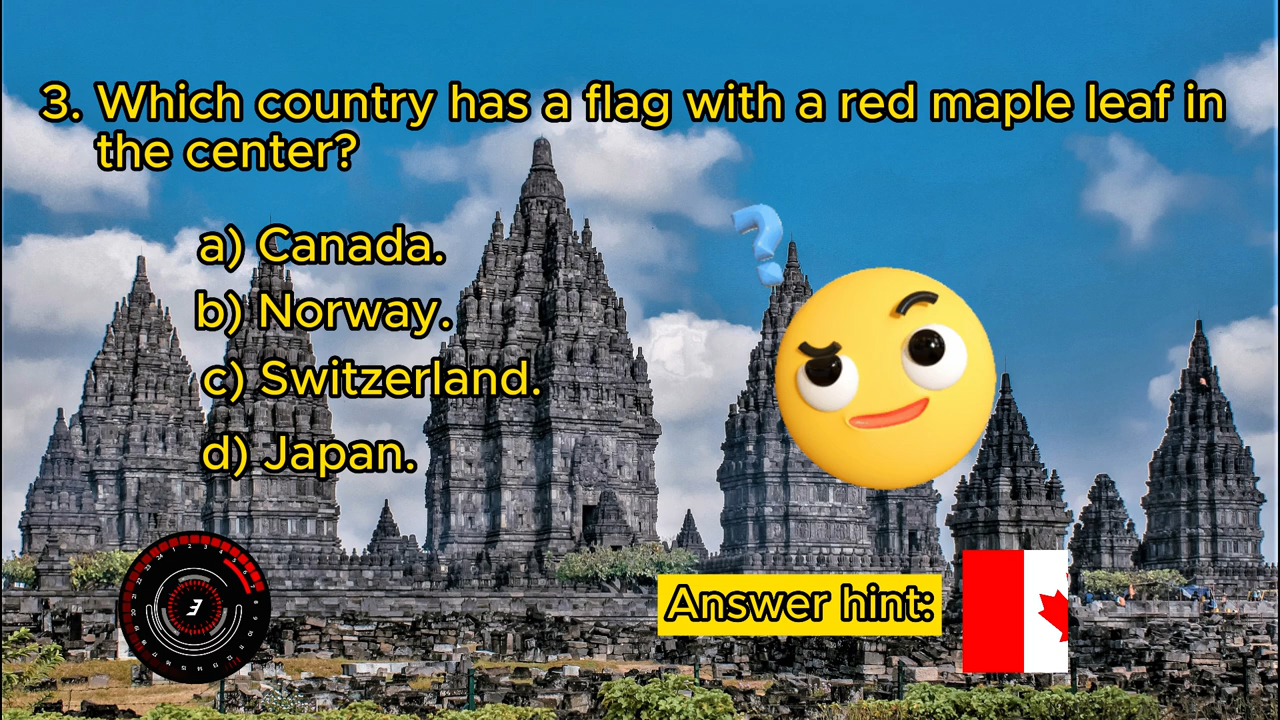 3. Which country has a flag with a red maple leaf in
the center?
a) Canada.
b) Norway.
c) Switzerland.
d) Japan.
Answer hint: